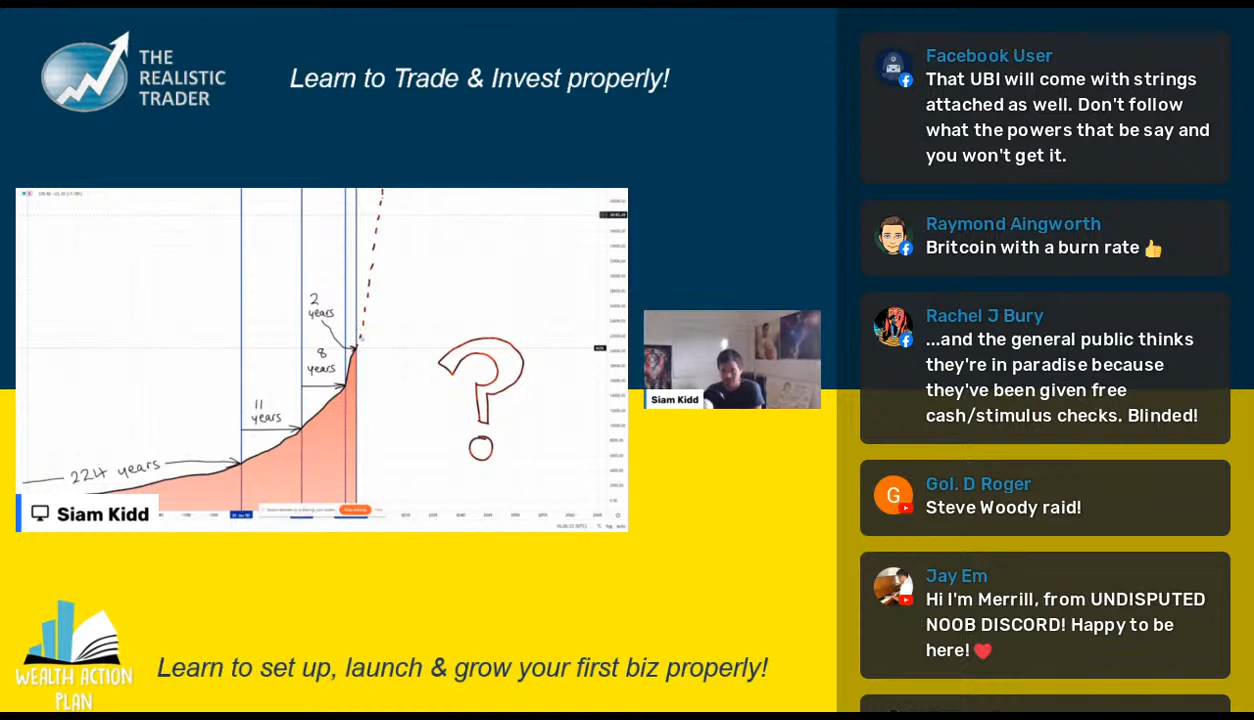 THE
REALISTIC
TRADER
Learn to Trade & Invest properly!
2
years
8
years
11
years
224 years
?
Siam Kidd
Siam Kidd
WEALTH ACTION
PLAN
Learn to set up, launch & grow your first biz properly!
Facebook User
That UBI will come with strings
attached as well. Don't follow
what the powers that be say and
you won't get it.
Raymond Aingworth
Britcoin with a burn rate 👍
Rachel J Bury
...and the general public thinks
they're in paradise because
they've been given free
cash/stimulus checks. Blinded!
G
Gol. D Roger
Steve Woody raid!
Jay Em
Hi I'm Merrill, from UNDISPUTED
NOOB DISCORD! Happy to be
here! ❤️